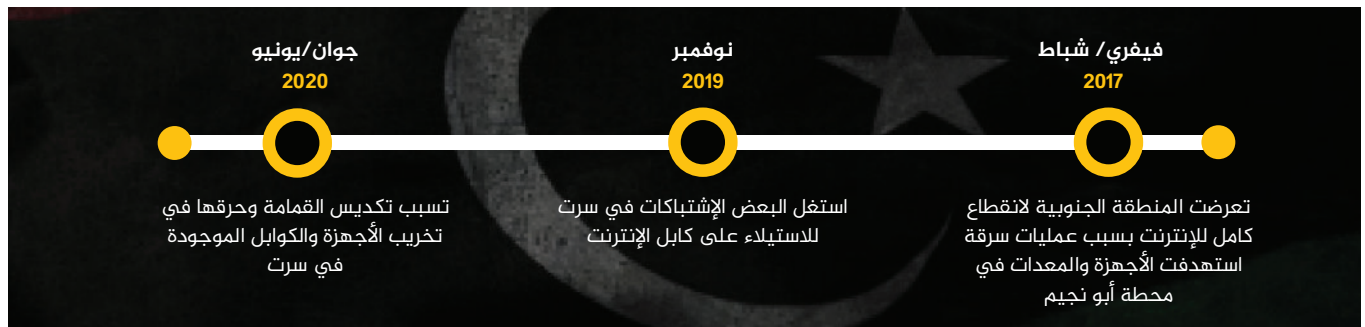 فيفري/ شباط
2017
تعرضت المنطقة الجنوبية لانقطاع
كامل للإنترنت بسبب عمليات سرقة
استهدفت الأجهزة والمعدات في
محطة أبو نجيم
نوفمبر
2019
استغل البعض الإشتباكات في سرت
للاستيلاء على كابل الإنترنت
جوان/يونيو
2020
تسبب تكديس القمامة وحرقها في
تخريب الأجهزة والكوابل الموجودة
في سرت